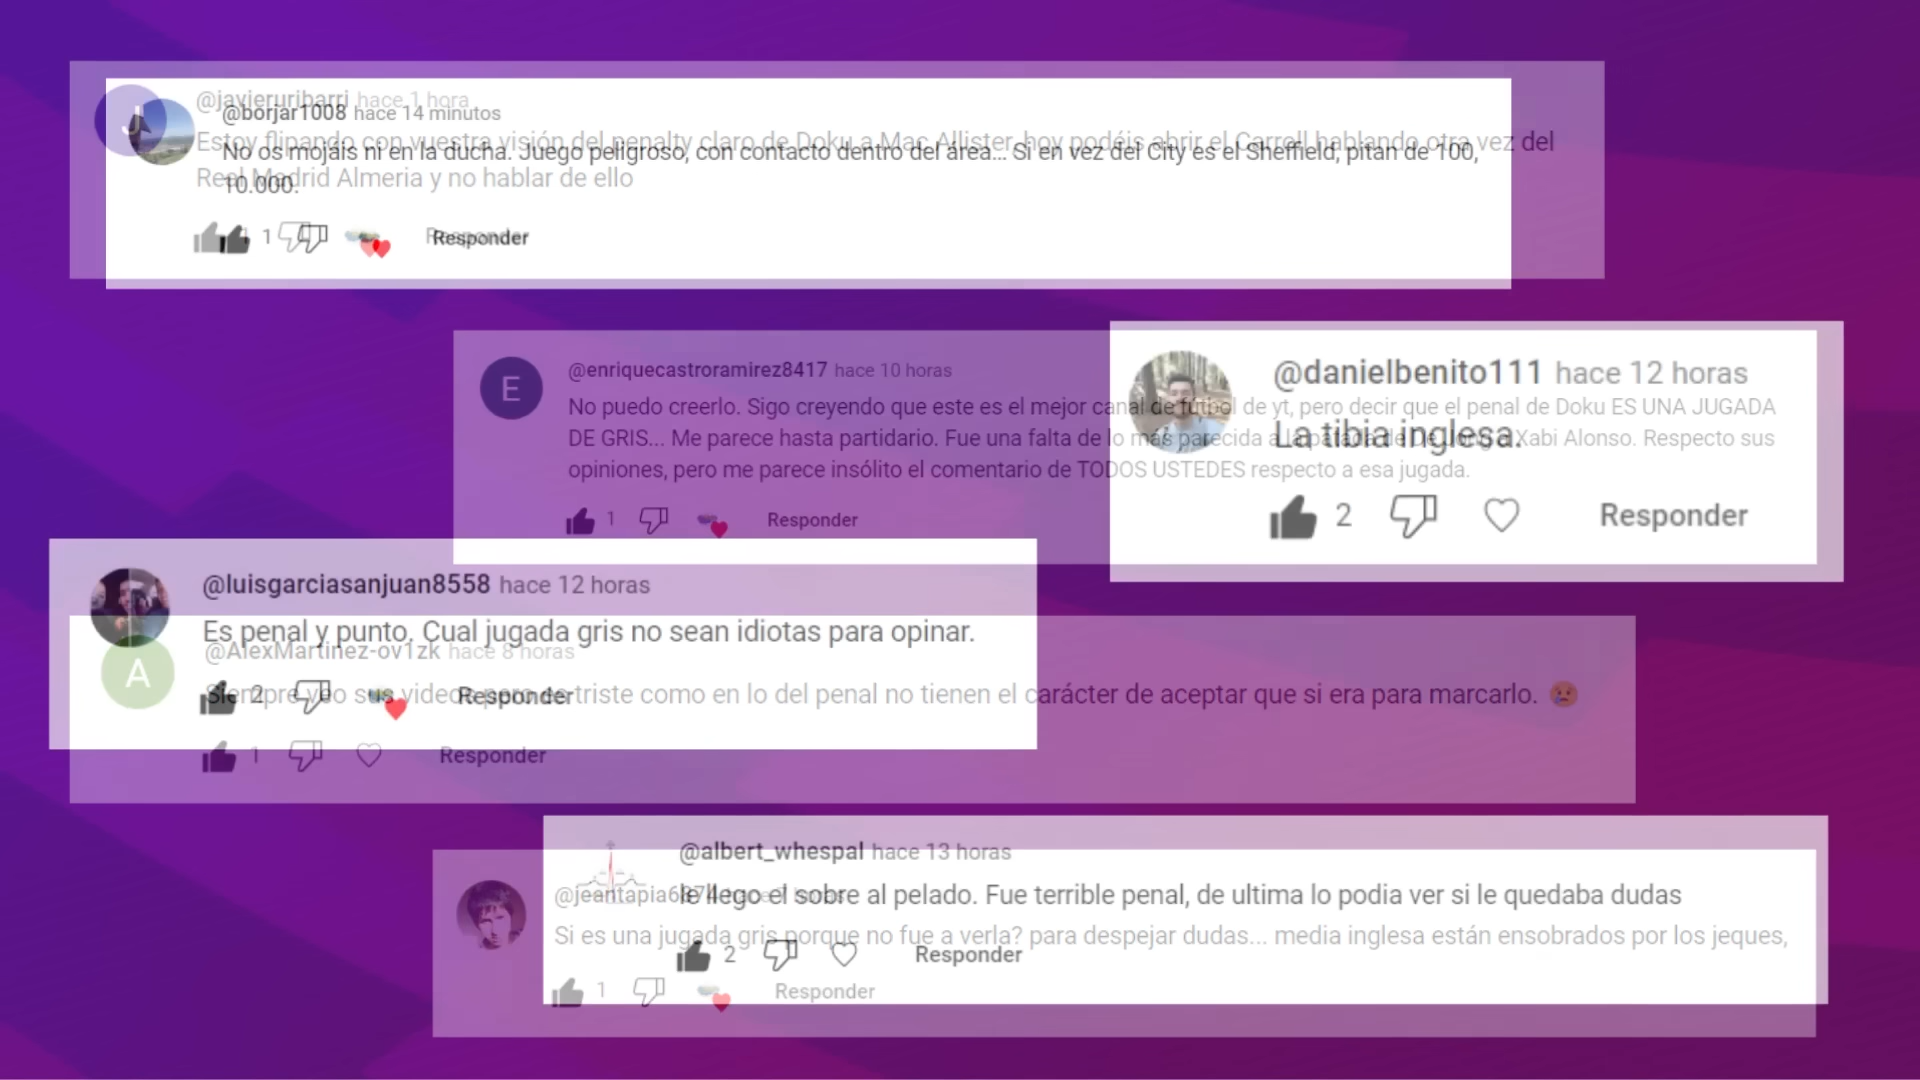 @javieruribarri hace 1 hora
Estoy flipando con vuestra visión del penalty claro de Doku a Mac Allister, hoy podéis abrir el Carrell hablando otra vez del
Real Madrid Almeria y no hablar de ello
Responder
@borjar1008 hace 14 minutos
No os mojáis ni en la ducha. Juego peligroso, con contacto dentro del área... Si en vez del City es el Sheffield, pitan de 100,
10.000.
1
Responder
@enriquecastroramirez8417 hace 10 horas
No puedo creerlo. Sigo creyendo que este es el mejor canal de futbol de yt, pero decir que el penal de Doku ES UNA JUGADA
DE GRIS... Me parece hasta partidario. Fue una falta de lo más parecida a la patada de De Jong a Xabi Alonso. Respecto sus
opiniones, pero me parece insólito el comentario de TODOS USTEDES respecto a esa jugada.
1 Responder
@danielbenito111 hace 12 horas
La tibia inglesa.
2 Responder
@luisgarciasanjuan8558 hace 12 horas
Es penal y punto. Cual jugada gris no sean idiotas para opinar.
2 Responder
@AlexMartinez-ov1zk hace 8 horas
Siempre veo sus videos pero es triste como en lo del penal no tienen el carácter de aceptar que si era para marcarlo. 😢
1 Responder
@albert_whespal hace 13 horas
le llego el sobre al pelado. Fue terrible penal, de ultima lo podia ver si le quedaba dudas
2 Responder
Si es una jugada gris porque no fue a verla? para despejar dudas... media inglesa están ensobrados por los jeques,
1 Responder